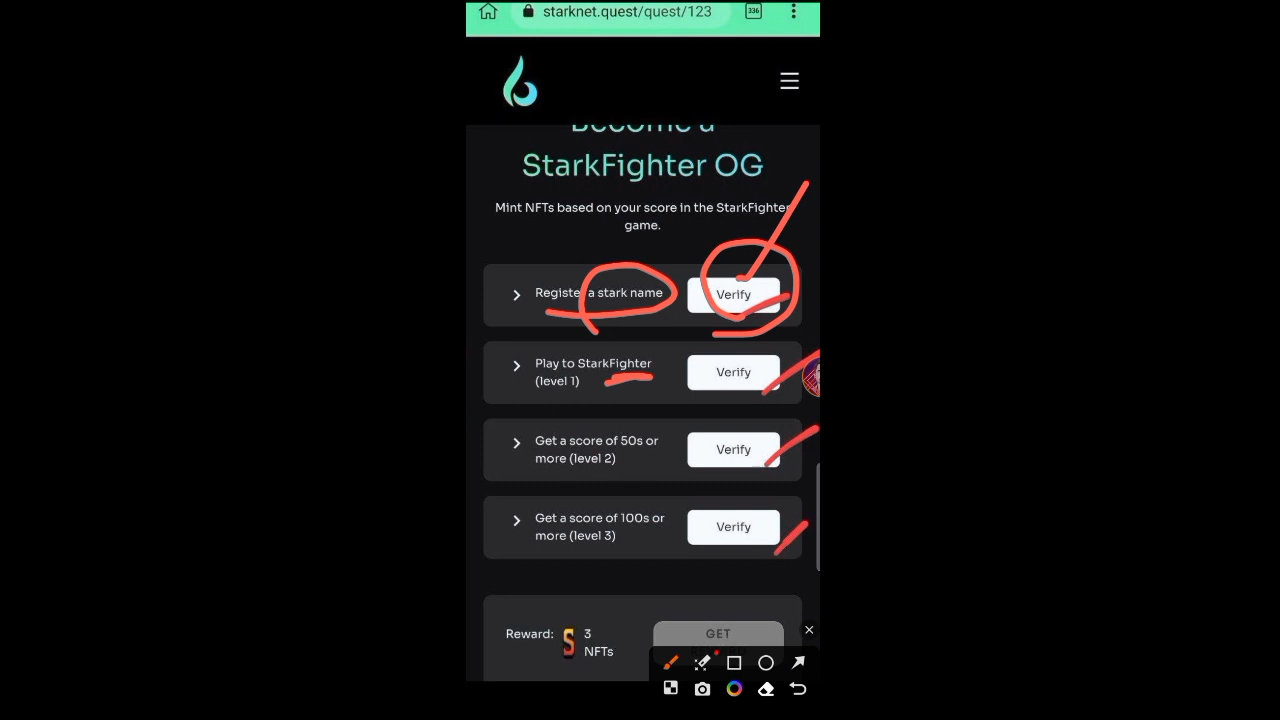 starknet.quest/quest/123
336
Become a
StarkFighter OG
Mint NFTs based on your score in the StarkFighter
game.
Register a stark name
Verify
Play to StarkFighter
(level 1)
Verify
Get a score of 50s or
more (level 2)
Verify
Get a score of 100s or
more (level 3)
Verify
Reward:
3
NFTs
GET